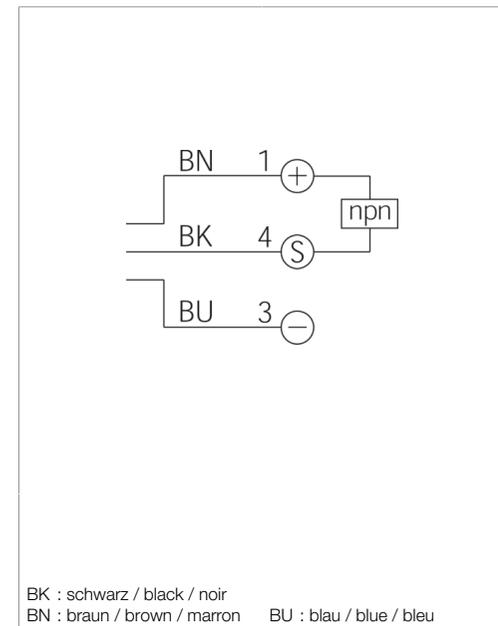 BN 1 +
npn
BK 4 S
BU 3 −
BK : schwarz / black / noir
BN : braun / brown / marron BU : blau / blue / bleu